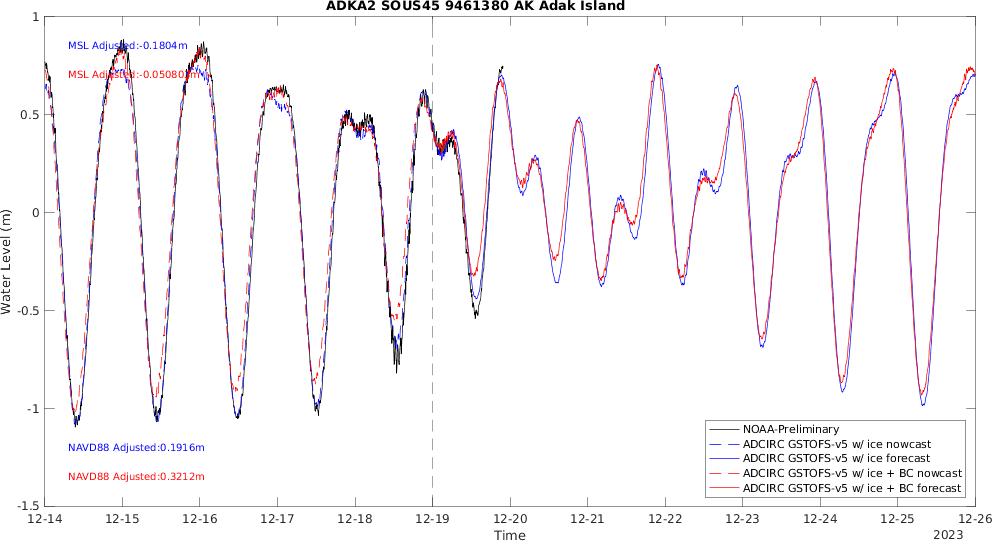 ADKA2 SOUS45 9461380 AK Adak Island
1
0.5
0
-0.5
-1
-1.5
Water Level (m)
MSL Adjusted:-0.1804m
MSL Adjusted:-0.050802m
NAVD88 Adjusted:0.1916m
NAVD88 Adjusted:0.3212m
NOAA-Preliminary
ADCIRC GSTOFS-v5 w/ ice nowcast
ADCIRC GSTOFS-v5 w/ ice forecast
ADCIRC GSTOFS-v5 w/ ice + BC nowcast
ADCIRC GSTOFS-v5 w/ ice + BC forecast
12-14 12-15 12-16 12-17 12-18 12-19 12-20 12-21 12-22 12-23 12-24 12-25 12-26
Time
2023